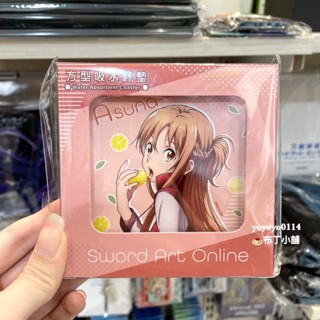 方型吸水杯墊
Water Absorbent Coaster
Asuna
yoyoyo0114
布丁小舖
Sword Art Online